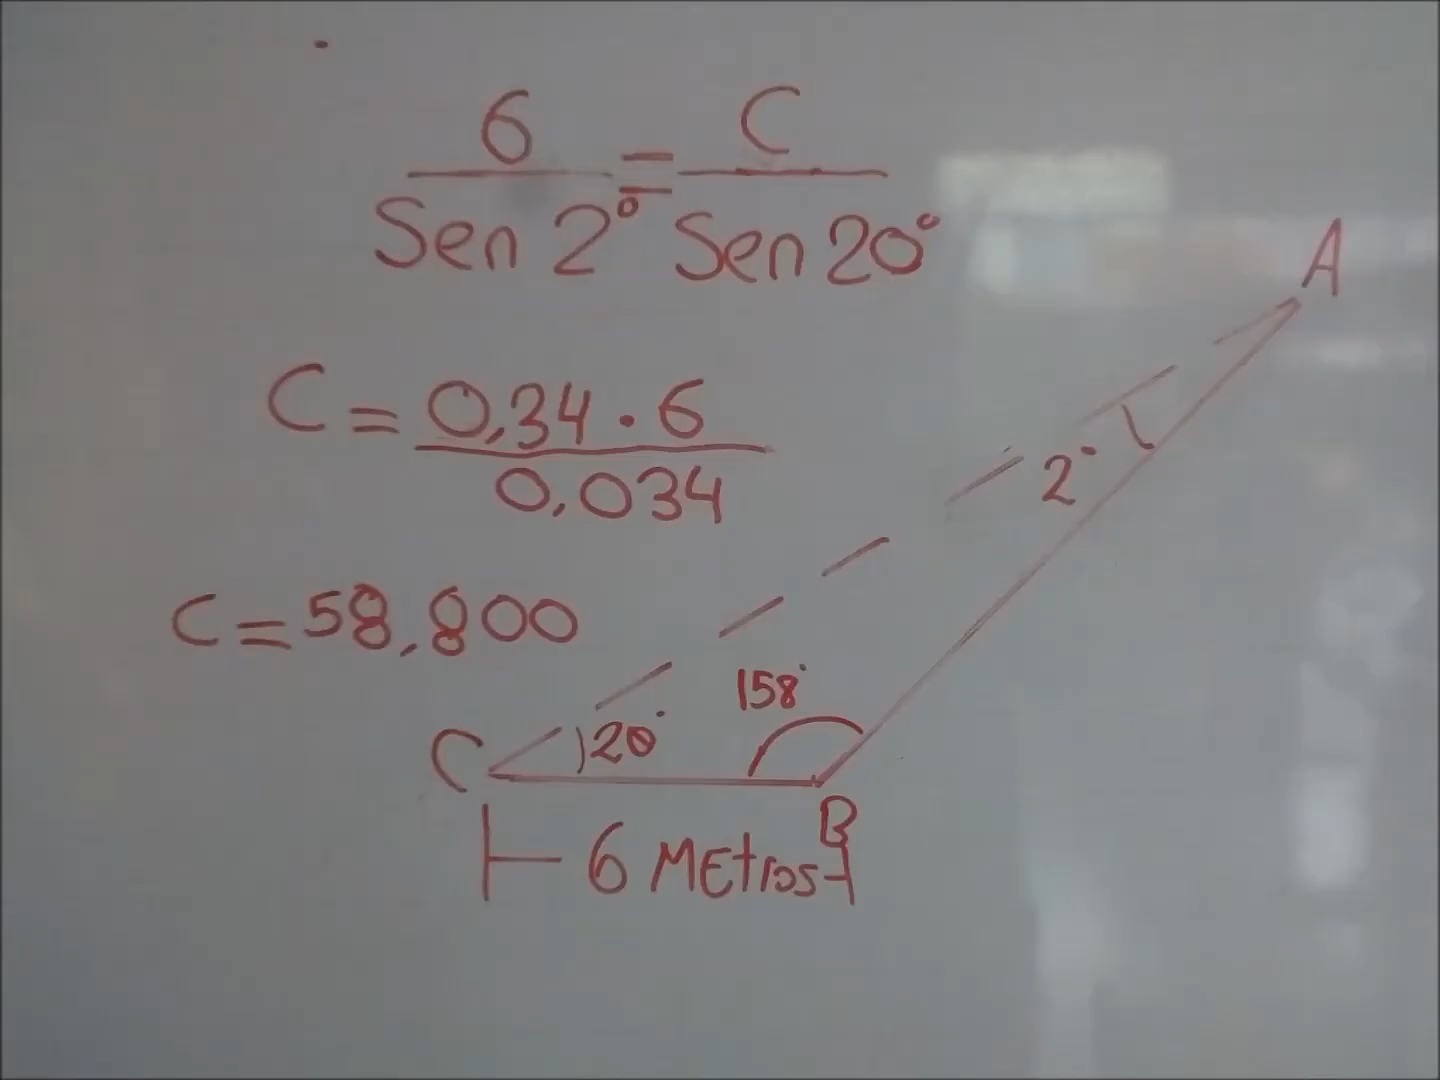 6 = C
Sen 2° Sen 20°
C = 0,34 . 6
0,034
C = 58,800
A
2°
158°
C 20°
B
6 METros